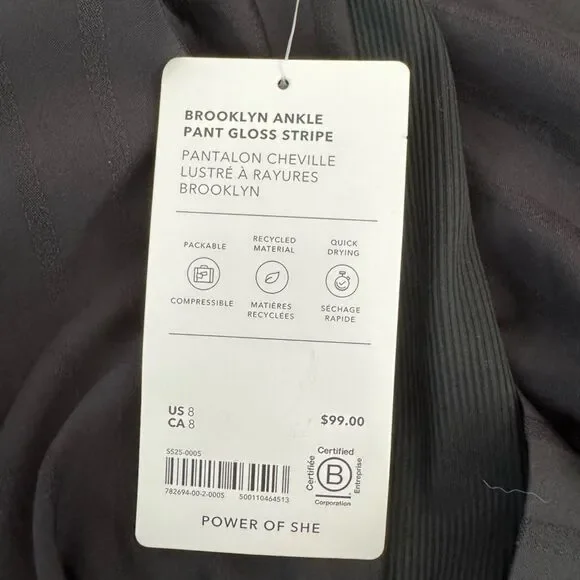 BROOKLYN ANKLE
PANT GLOSS STRIPE
PANTALON CHEVILLE
LUSTRÉ À RAYURES
BROOKLYN
PACKABLE
COMPRESSIBLE
RECYCLED
MATERIAL
MATIÈRES
RECYCLÉES
QUICK
DRYING
SÉCHAGE
RAPIDE
US 8
CA 8
$99.00
5525-0005
782694-00-2-0005 500110464513
Certified
Certifiée
B
Entreprise
Corporation
POWER OF SHE